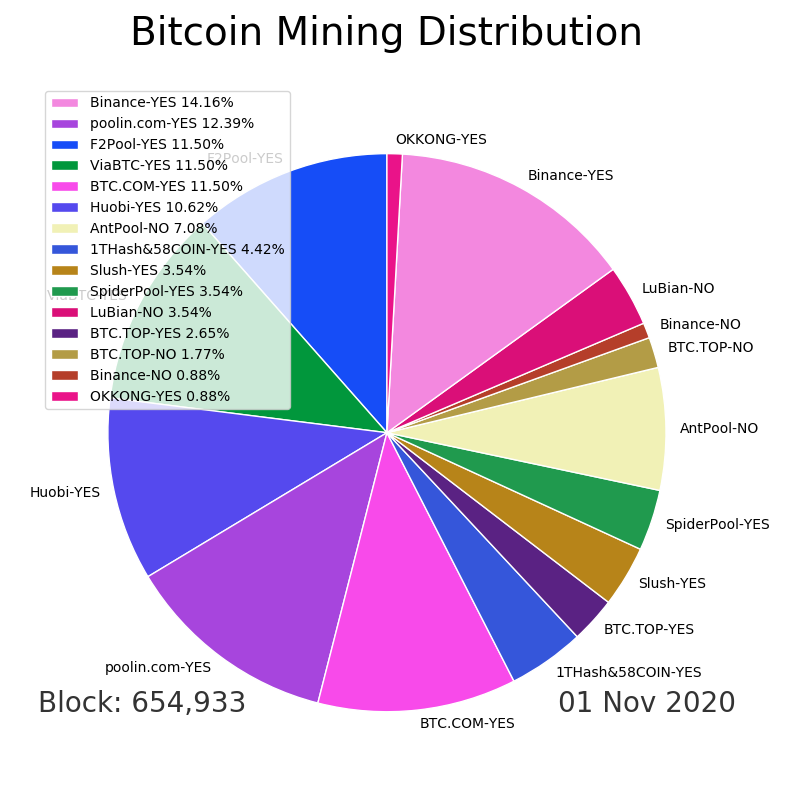 Bitcoin Mining Distribution
Binance-YES 14.16%
poolin.com-YES 12.39%
F2Pool-YES 11.50%
ViaBTC-YES 11.50%
BTC.COM-YES 11.50%
Huobi-YES 10.62%
AntPool-NO 7.08%
1THash&58COIN-YES 4.42%
Slush-YES 3.54%
SpiderPool-YES 3.54%
LuBian-NO 3.54%
BTC.TOP-YES 2.65%
BTC.TOP-NO 1.77%
Binance-NO 0.88%
OKKONG-YES 0.88%
OKKONG-YES
F2Pool-YES
Binance-YES
LuBian-NO
ViaBTC-YES
Binance-NO
BTC.TOP-NO
AntPool-NO
Huobi-YES
SpiderPool-YES
Slush-YES
BTC.TOP-YES
poolin.com-YES
1THash&58COIN-YES
Block: 654,933
01 Nov 2020
BTC.COM-YES